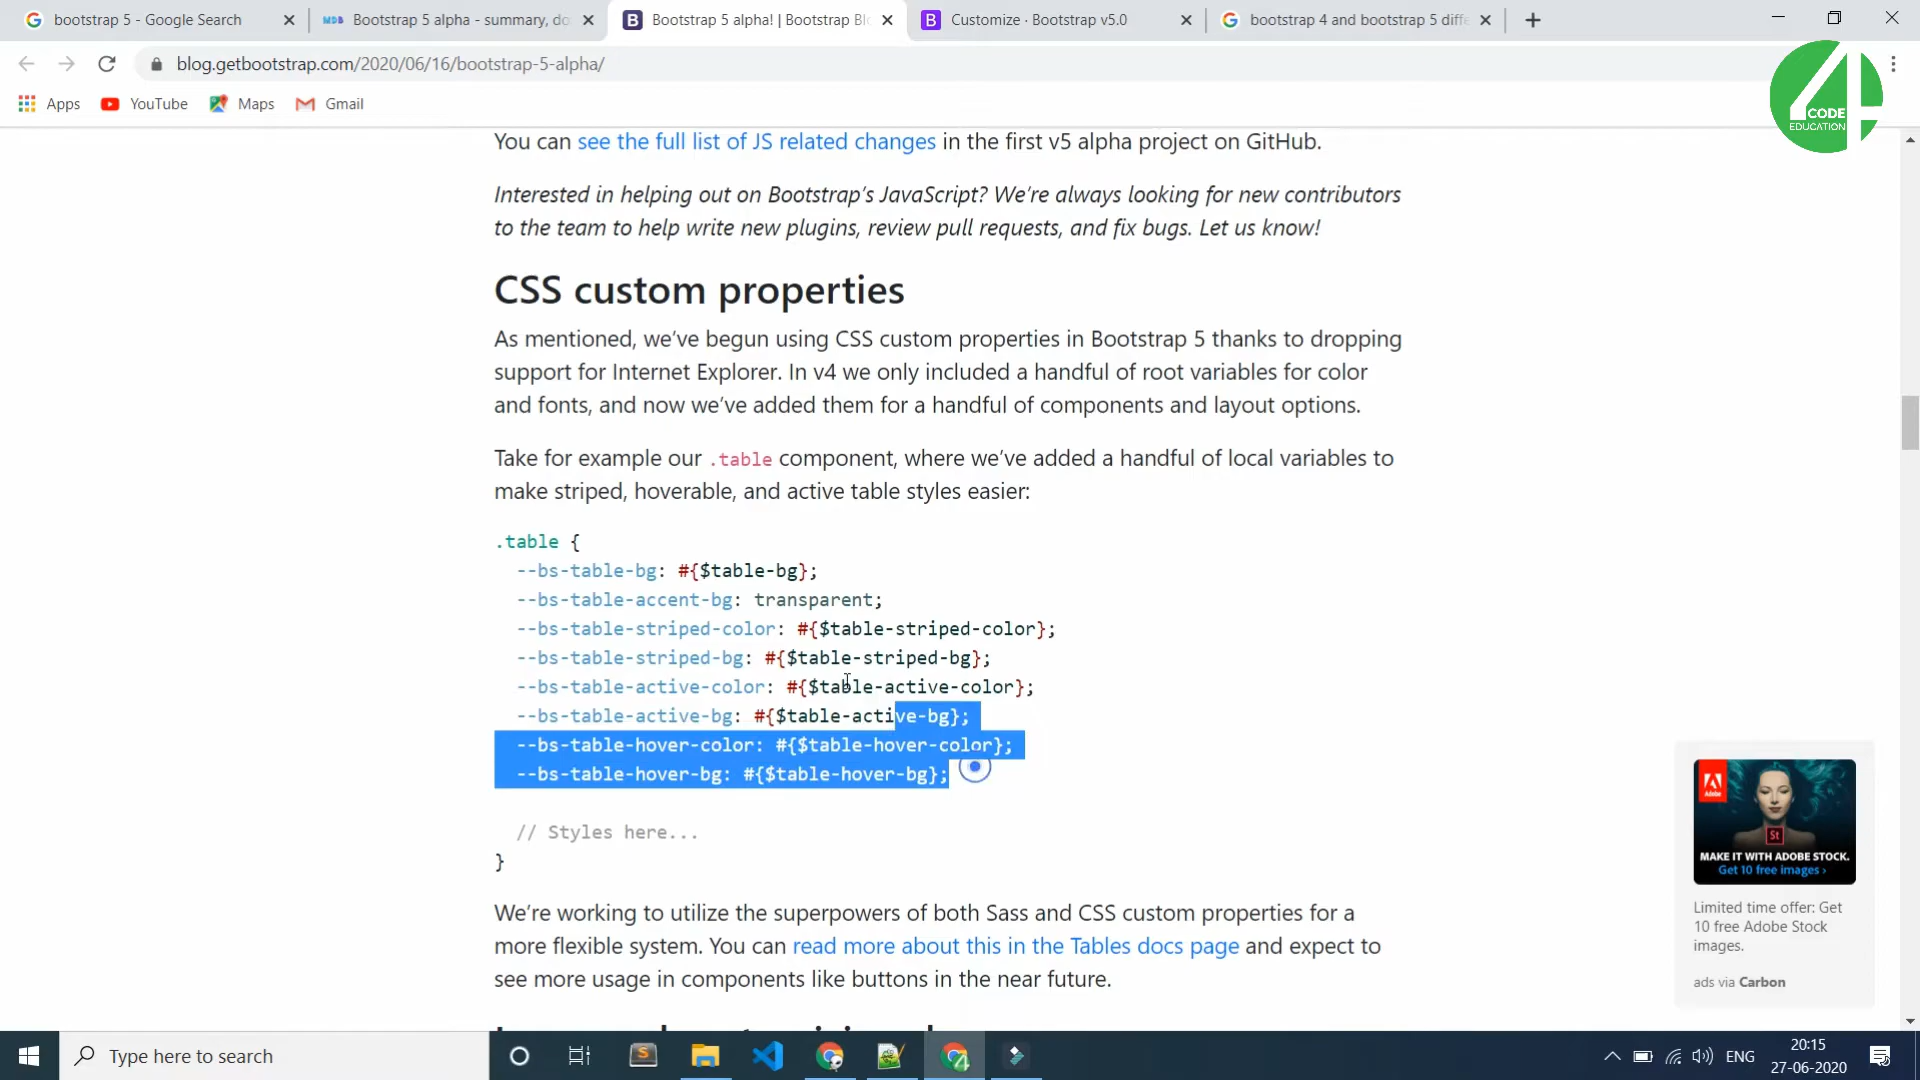 bootstrap 5 - Google Search
MDB Bootstrap 5 alpha - summary, do
Bootstrap 5 alpha! | Bootstrap Blo
Customize · Bootstrap v5.0
bootstrap 4 and bootstrap 5 diffe
blog.getbootstrap.com/2020/06/16/bootstrap-5-alpha/
4
CODE
EDUCATION
Apps
YouTube
Maps
Gmail
You can see the full list of JS related changes in the first v5 alpha project on GitHub.
Interested in helping out on Bootstrap’s JavaScript? We’re always looking for new contributors
to the team to help write new plugins, review pull requests, and fix bugs. Let us know!
CSS custom properties
As mentioned, we’ve begun using CSS custom properties in Bootstrap 5 thanks to dropping
support for Internet Explorer. In v4 we only included a handful of root variables for color
and fonts, and now we’ve added them for a handful of components and layout options.
Take for example our .table component, where we’ve added a handful of local variables to
make striped, hoverable, and active table styles easier:
.table {
--bs-table-bg: #{$table-bg};
--bs-table-accent-bg: transparent;
--bs-table-striped-color: #{$table-striped-color};
--bs-table-striped-bg: #{$table-striped-bg};
--bs-table-active-color: #{$table-active-color};
--bs-table-active-bg: #{$table-active-bg};
--bs-table-hover-color: #{$table-hover-color};
--bs-table-hover-bg: #{$table-hover-bg};
// Styles here...
}
We’re working to utilize the superpowers of both Sass and CSS custom properties for a
more flexible system. You can read more about this in the Tables docs page and expect to
see more usage in components like buttons in the near future.
Adobe
St
MAKE IT WITH ADOBE STOCK.
Get 10 free images ›
Limited time offer: Get
10 free Adobe Stock
images.
ads via Carbon
Type here to search
ENG
20:15
27-06-2020